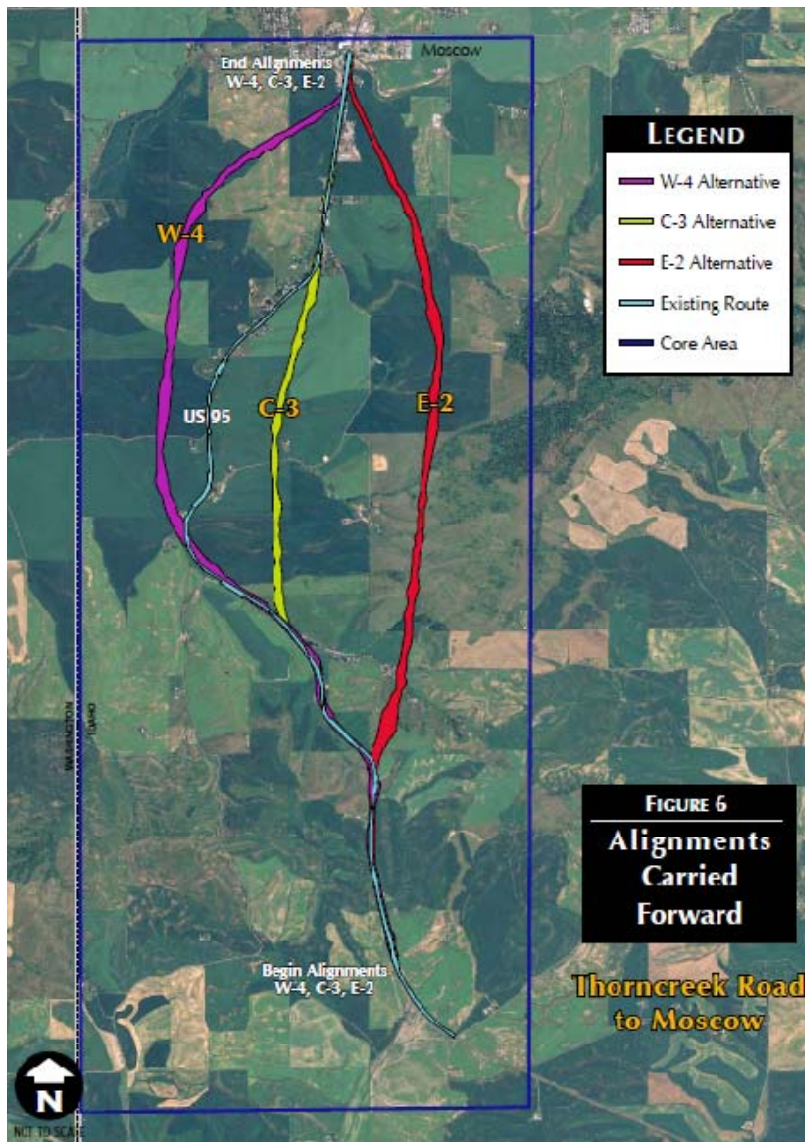 Moscow
End Alignments
W-4, C-3, E-2
LEGEND
W-4 Alternative
C-3 Alternative
E-2 Alternative
Existing Route
Core Area
W-4
US 95
C-3
E-2
WASHINGTON
IDAHO
FIGURE 6
Alignments
Carried
Forward
Begin Alignments
W-4, C-3, E-2
Thorncreek Road
to Moscow
N
NOT TO SCALE